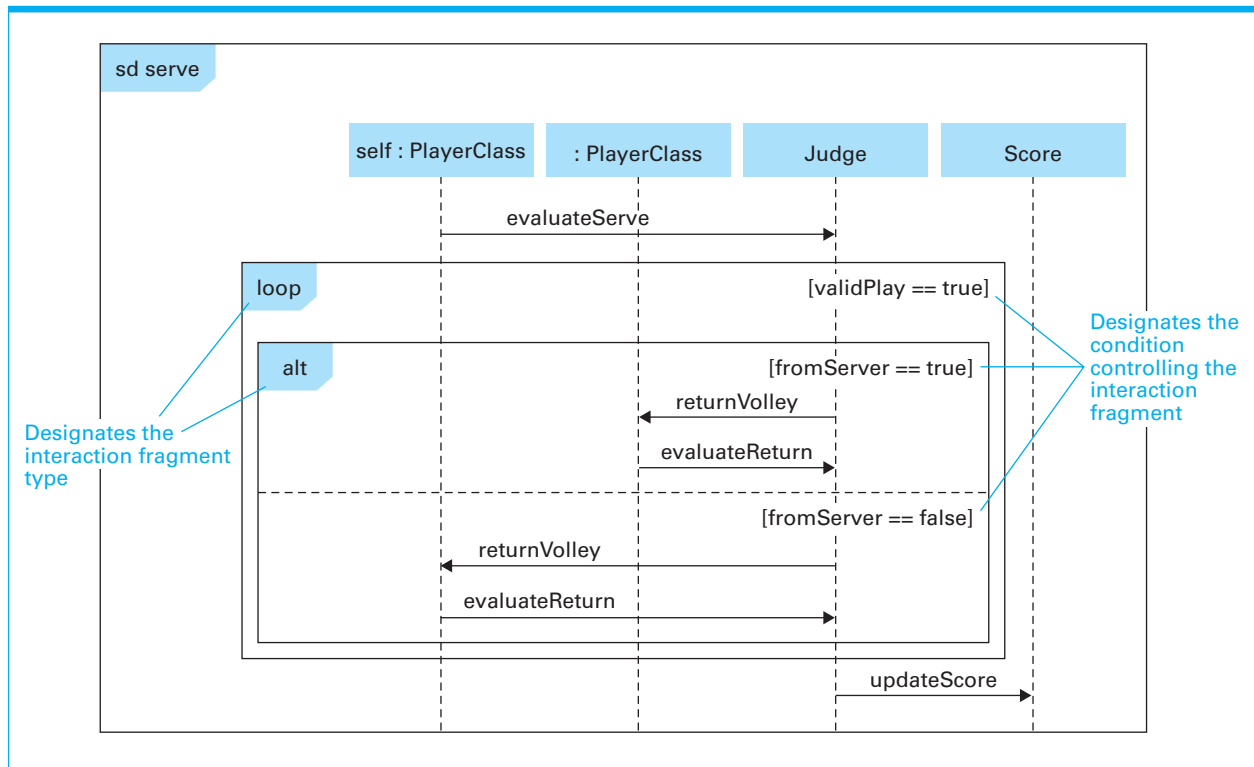 sd serve
self : PlayerClass
: PlayerClass
Judge
Score
evaluateServe
loop
[validPlay == true]
Designates the
condition
controlling the
interaction
fragment
alt
[fromServer == true]
returnVolley
evaluateReturn
Designates the
interaction fragment
type
[fromServer == false]
returnVolley
evaluateReturn
updateScore